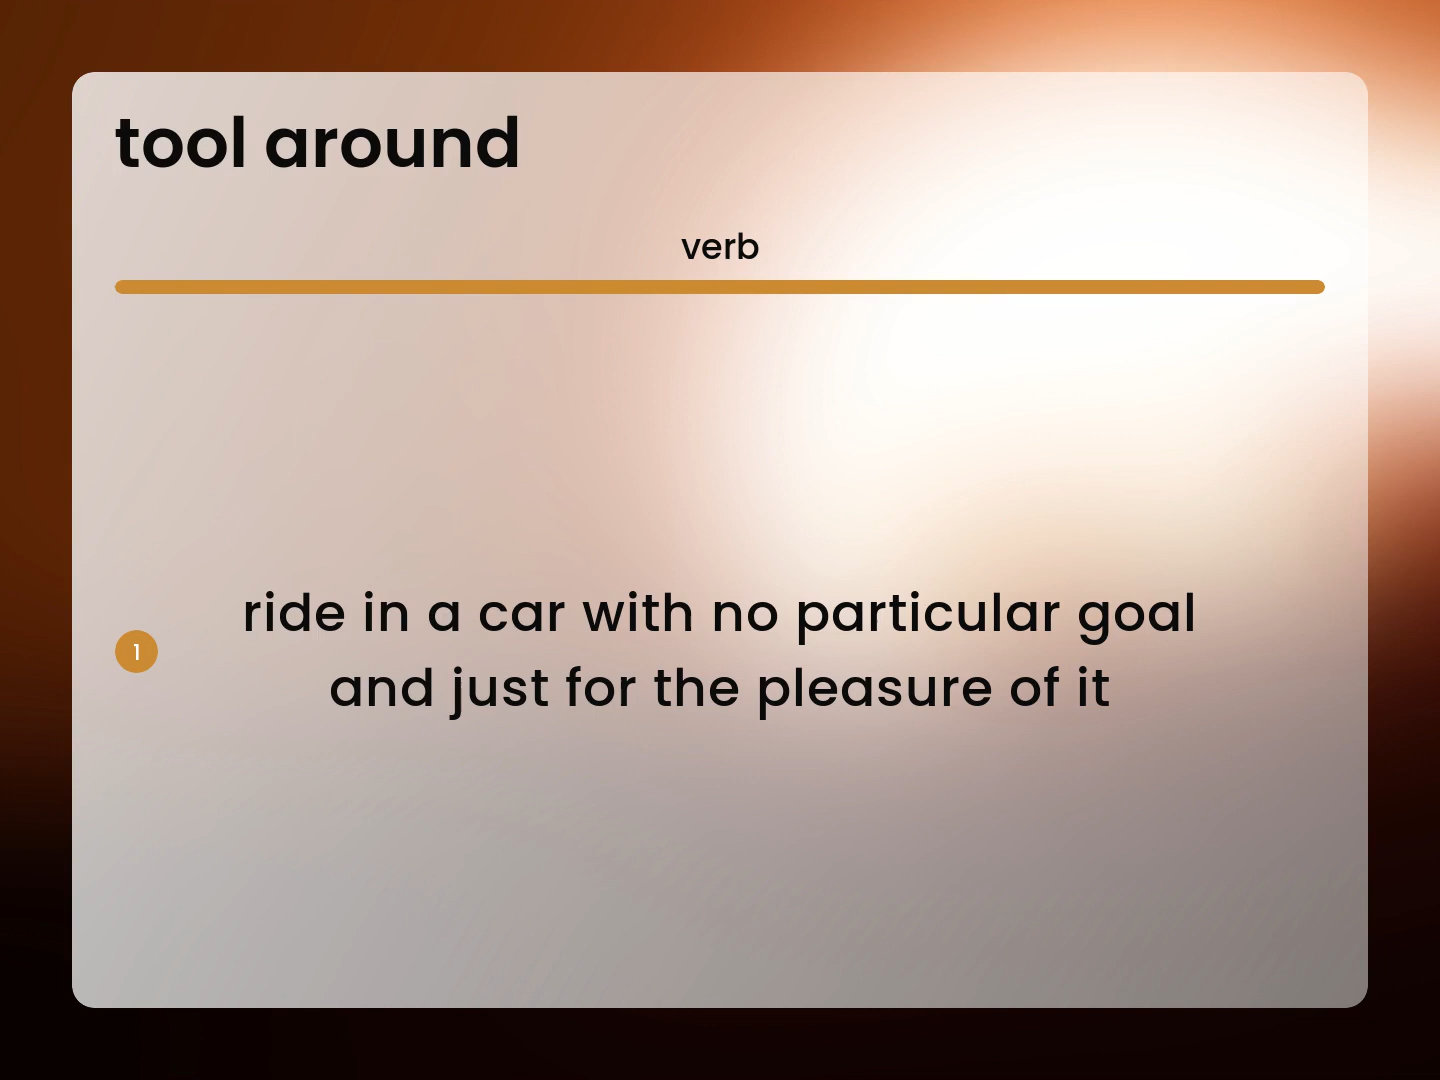 tool around
verb
1
ride in a car with no particular goal
and just for the pleasure of it